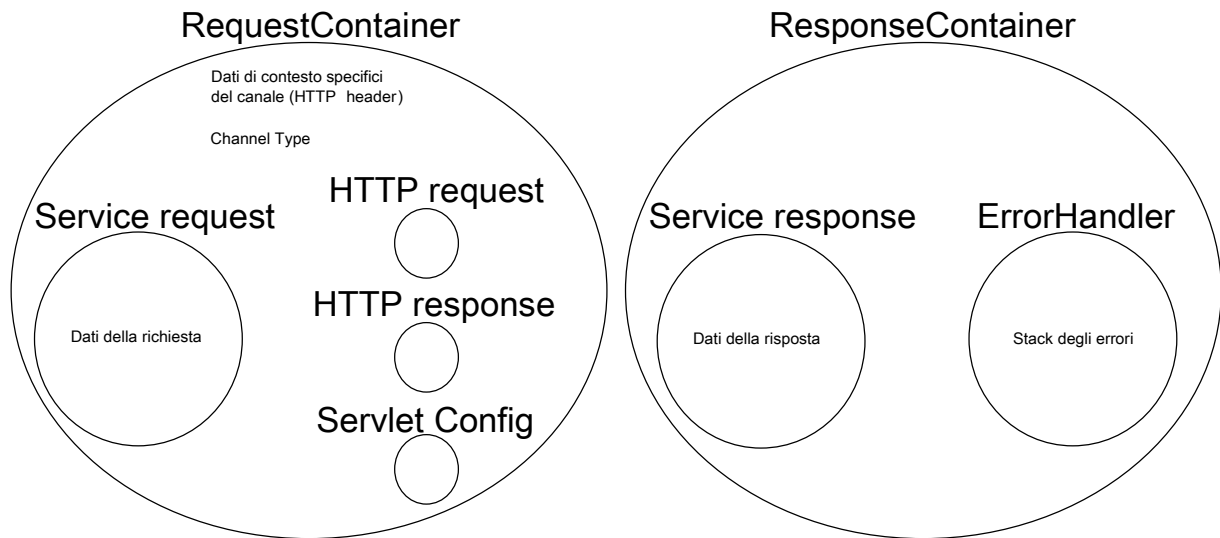 RequestContainer
Dati di contesto specifici
del canale (HTTP header)
Channel Type
HTTP request
Service request
HTTP response
Dati della richiesta
Servlet Config
ResponseContainer
Service response
ErrorHandler
Dati della risposta
Stack degli errori